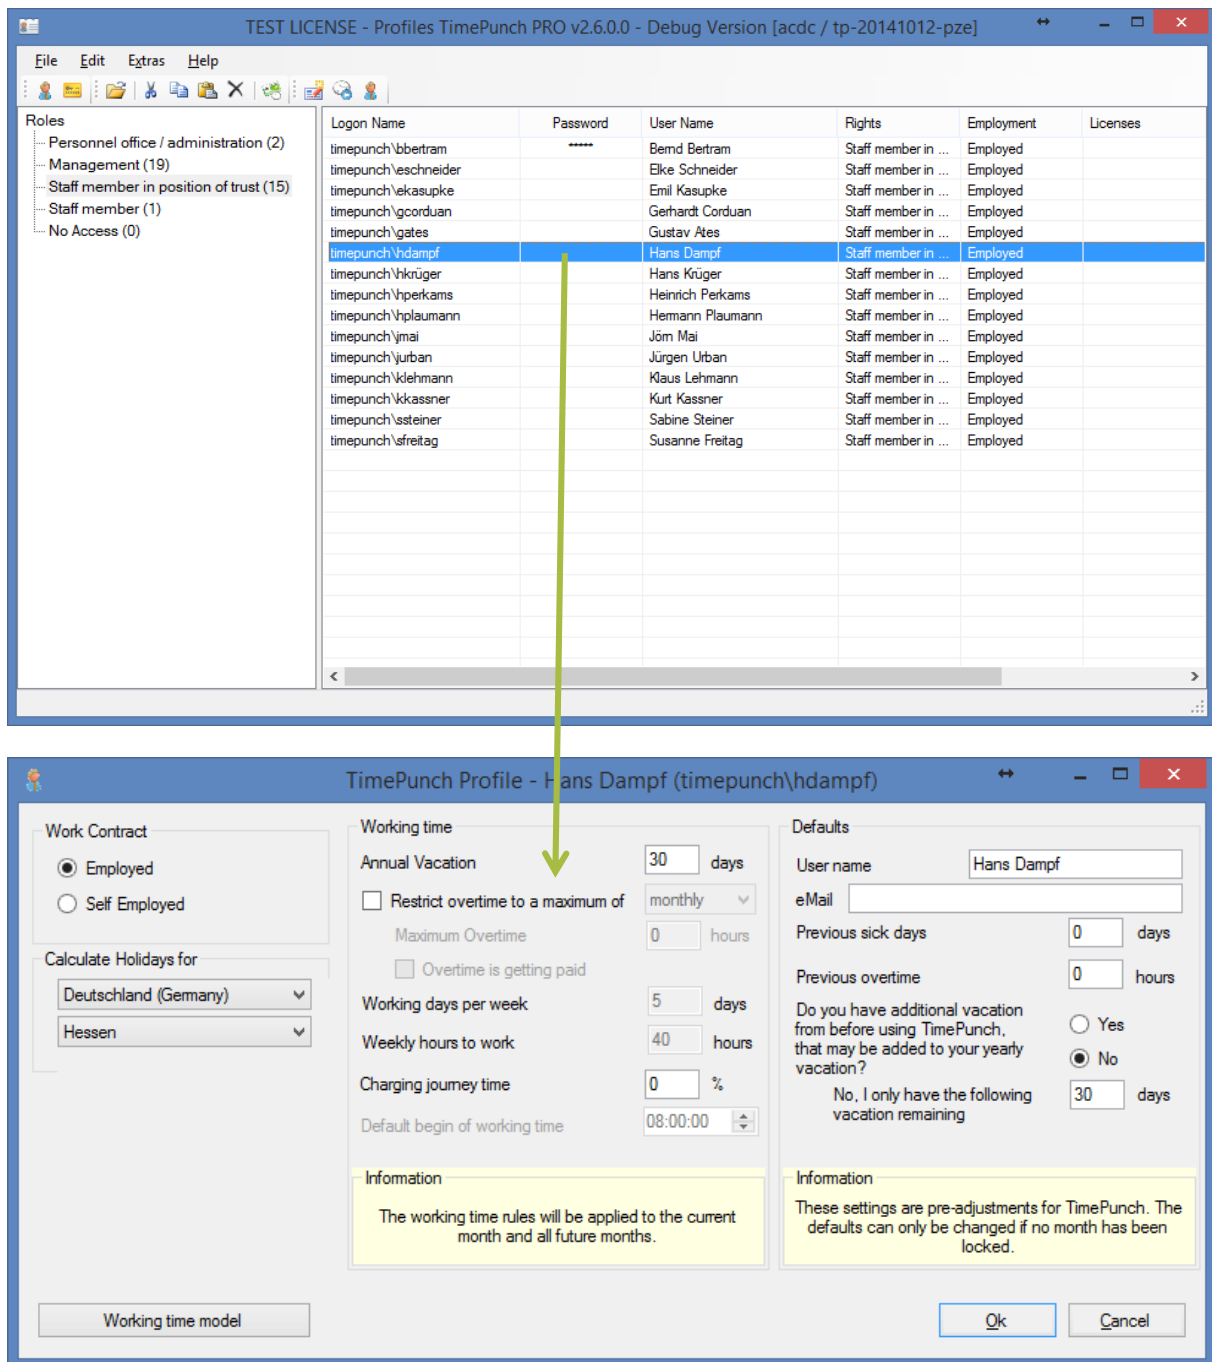 TEST LICENSE - Profiles TimePunch PRO v2.6.0.0 - Debug Version [acdc / tp-20141012-pze]
File Edit Extras Help
Roles
Personnel office / administration (2)
Management (19)
Staff member in position of trust (15)
Staff member (1)
No Access (0)
Logon Name Password User Name Rights Employment Licenses
timepunch\bbertram ***** Bernd Bertram Staff member in ... Employed
timepunch\eschneider Elke Schneider Staff member in ... Employed
timepunch\ekasupke Emil Kasupke Staff member in ... Employed
timepunch\gcorduan Gerhardt Corduan Staff member in ... Employed
timepunch\gates Gustav Ates Staff member in ... Employed
timepunch\hdampf Hans Dampf Staff member in ... Employed
timepunch\hkrüger Hans Krüger Staff member in ... Employed
timepunch\hperkams Heinrich Perkams Staff member in ... Employed
timepunch\hplaumann Hermann Plaumann Staff member in ... Employed
timepunch\jmai Jörn Mai Staff member in ... Employed
timepunch\jurban Jürgen Urban Staff member in ... Employed
timepunch\klehmann Klaus Lehmann Staff member in ... Employed
timepunch\kkassner Kurt Kassner Staff member in ... Employed
timepunch\ssteiner Sabine Steiner Staff member in ... Employed
timepunch\sfreitag Susanne Freitag Staff member in ... Employed
TimePunch Profile - Hans Dampf (timepunch\hdampf)
Work Contract
Employed
Self Employed
Calculate Holidays for
Deutschland (Germany)
Hessen
Working time model
Working time
Annual Vacation 30 days
Restrict overtime to a maximum of monthly
Maximum Overtime 0 hours
Overtime is getting paid
Working days per week 5 days
Weekly hours to work 40 hours
Charging journey time 0 %
Default begin of working time 08:00:00
Information
The working time rules will be applied to the current
month and all future months.
Defaults
User name Hans Dampf
eMail
Previous sick days 0 days
Previous overtime 0 hours
Do you have additional vacation
from before using TimePunch,
that may be added to your yearly
vacation?
Yes
No
No, I only have the following
vacation remaining
30 days
Information
These settings are pre-adjustments for TimePunch. The
defaults can only be changed if no month has been
locked.
Ok Cancel